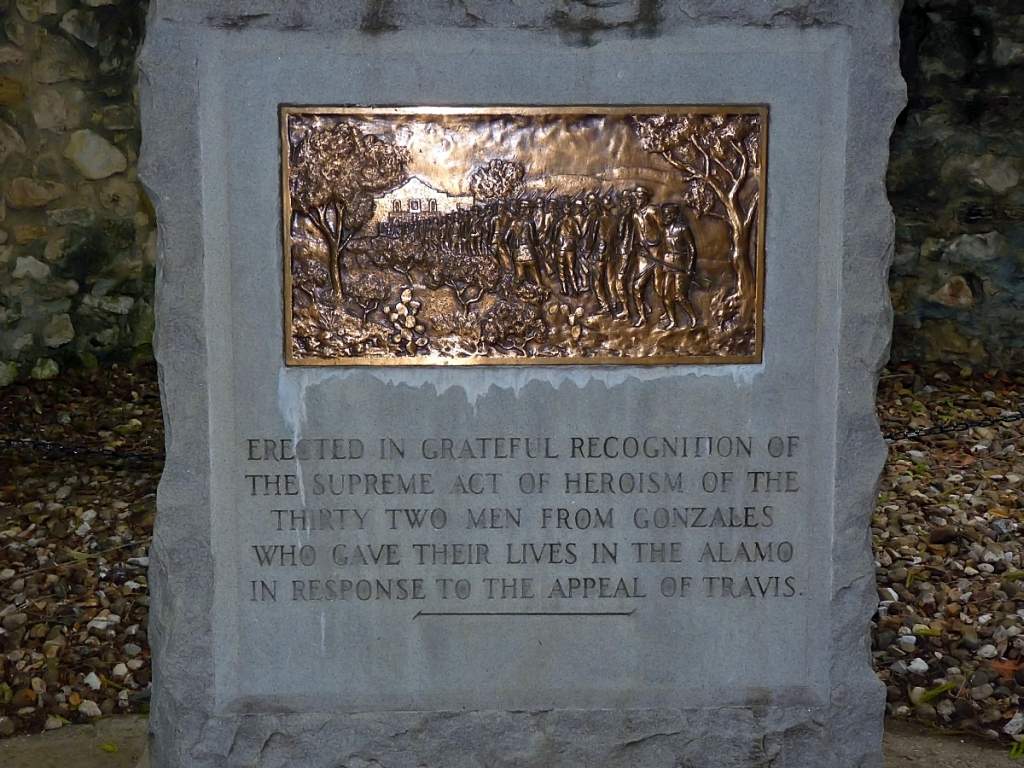 ERECTED IN GRATEFUL RECOGNITION OF
THE SUPREME ACT OF HEROISM OF THE
THIRTY TWO MEN FROM GONZALES
WHO GAVE THEIR LIVES IN THE ALAMO
IN RESPONSE TO THE APPEAL OF TRAVIS.